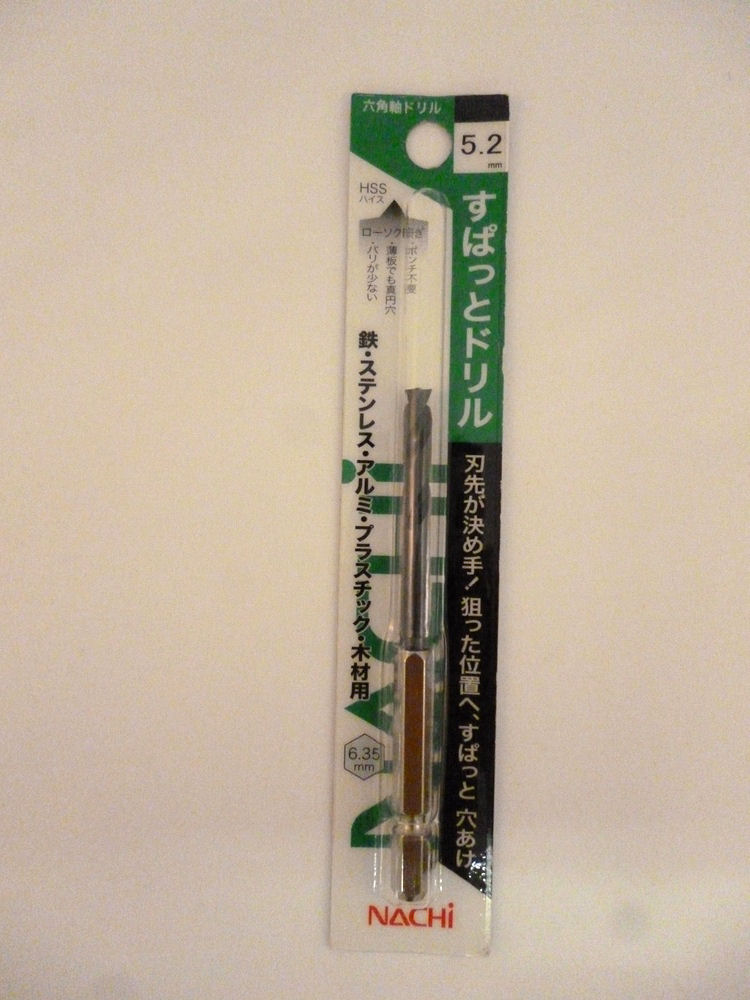 六角軸ドリル
5.2
mm
すぱっとドリル
HSS
ハイス
ローソク研ぎ
・ポンチ不要
・薄板でも真円穴
・バリが少ない
鉄・ステンレス・アルミ・プラスチック・木材用
刃先が決め手!狙った位置へ、すぱっと 穴あけ
6.35
mm
NACHi